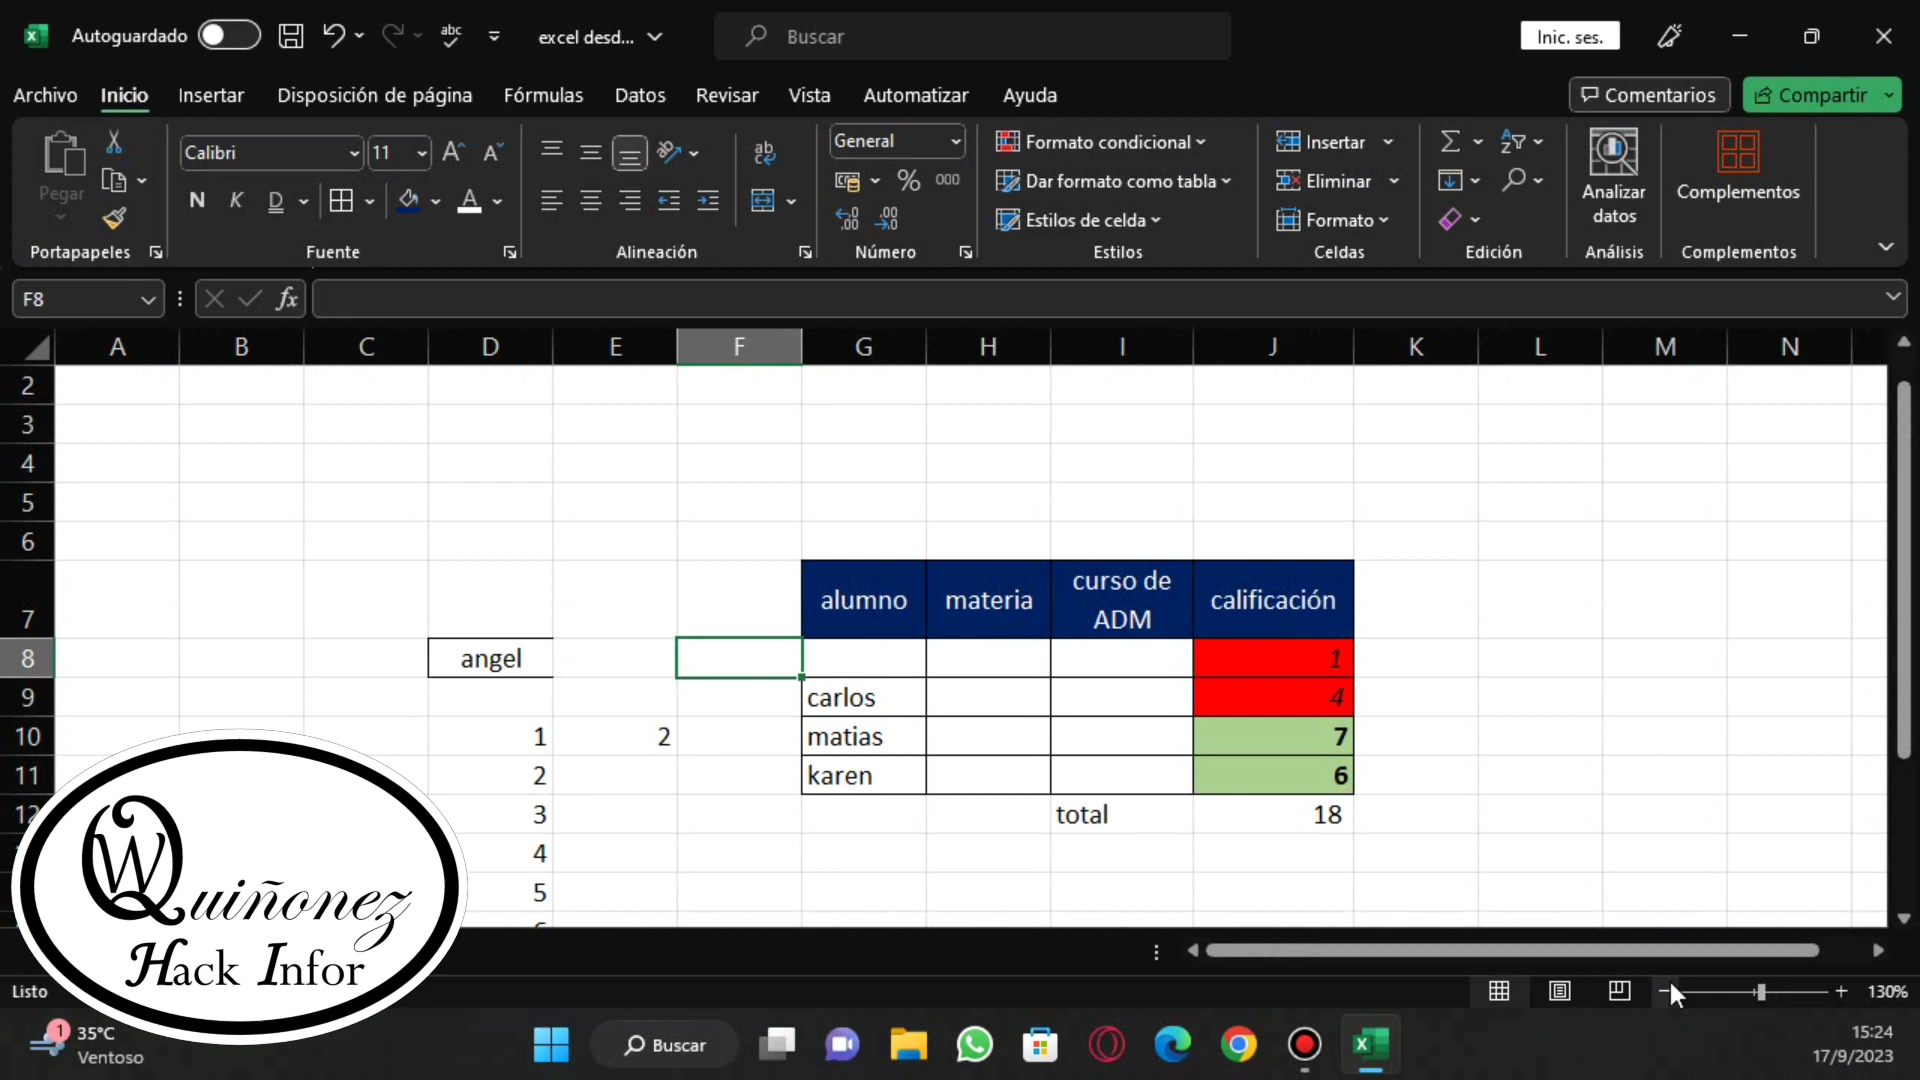 Autoguardado
excel desd...
Buscar
Inic. ses.
Archivo
Inicio
Insertar
Disposición de página
Fórmulas
Datos
Revisar
Vista
Automatizar
Ayuda
Comentarios
Compartir
Pegar
Portapapeles
Calibri
11
N K D
Fuente
Alineación
General
% 000
Número
Formato condicional
Dar formato como tabla
Estilos de celda
Estilos
Insertar
Eliminar
Formato
Celdas
Edición
Analizar
datos
Análisis
Complementos
Complementos
F8
fx
A B C D E F G H I J K L M N
2
3
4
5
6
7 alumno materia curso de ADM calificación
8 angel 1
9 carlos 4
10 1 2 matias 7
11 2 karen 6
12 3 total 18
4
5
WQuiñonez
Hack Infor
Listo
130%
1
35°C
Ventoso
Buscar
15:24
17/9/2023